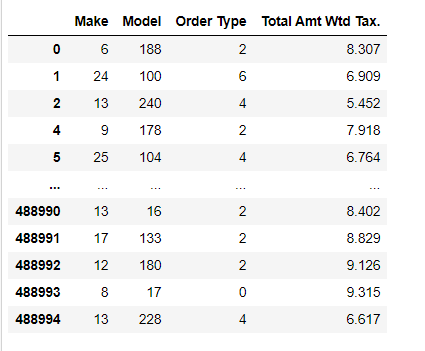 Make Model Order Type Total Amt Wtd Tax.
0 6 188 2 8.307
1 24 100 6 6.909
2 13 240 4 5.452
4 9 178 2 7.918
5 25 104 4 6.764
... ... ... ... ...
488990 13 16 2 8.402
488991 17 133 2 8.829
488992 12 180 2 9.126
488993 8 17 0 9.315
488994 13 228 4 6.617